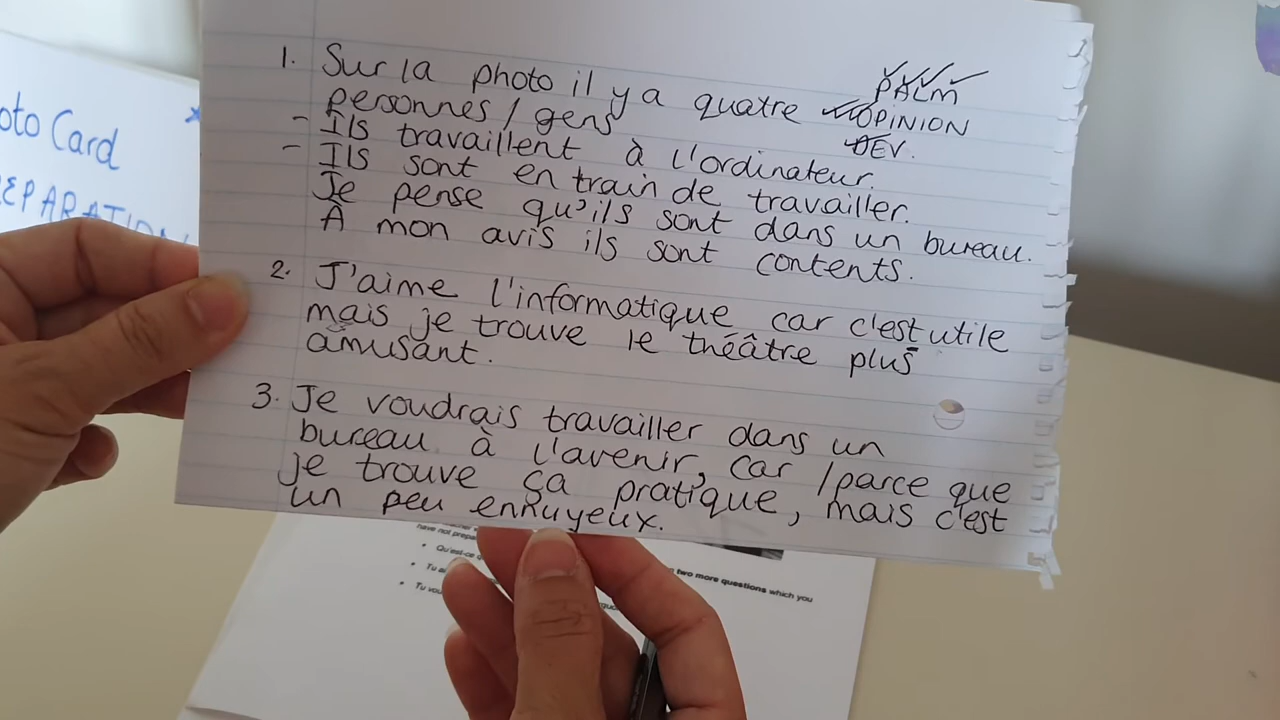 oto Card
REPARATION
1. Sur la photo il y a quatre
personnes / gens
- Ils travaillent à l'ordinateur.
- Ils sont en train de travailler.
Je pense qu'ils sont dans un bureau.
À mon avis ils sont contents.
PALM
OPINION
DEV.
2. J'aime l'informatique car c'est utile
mais je trouve le théâtre plus
amusant.
3. Je voudrais travailler dans un
bureau à l'avenir, car / parce que
je trouve ça pratique, mais c'est
un peu ennuyeux.
have not prepa
two more questions which you
• Qu'est-ce q
• Tu a
• Tu vou